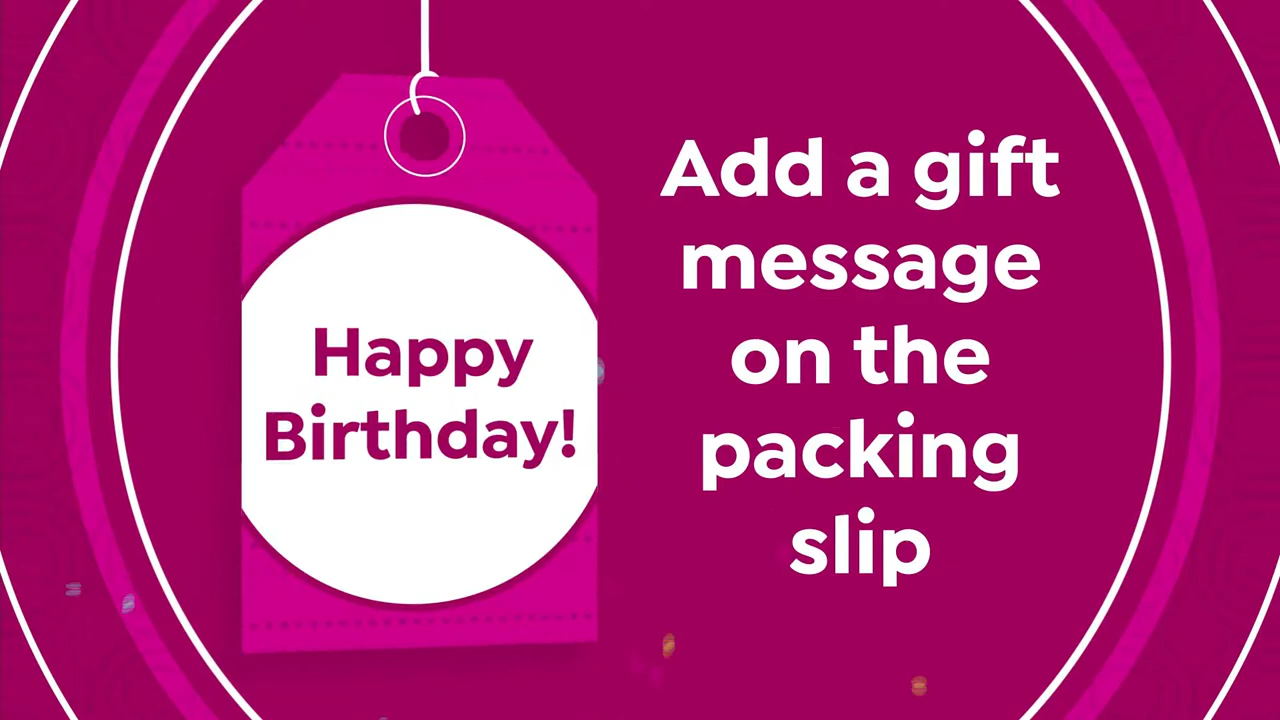 Happy
Birthday!
Add a gift
message
on the
packing
slip